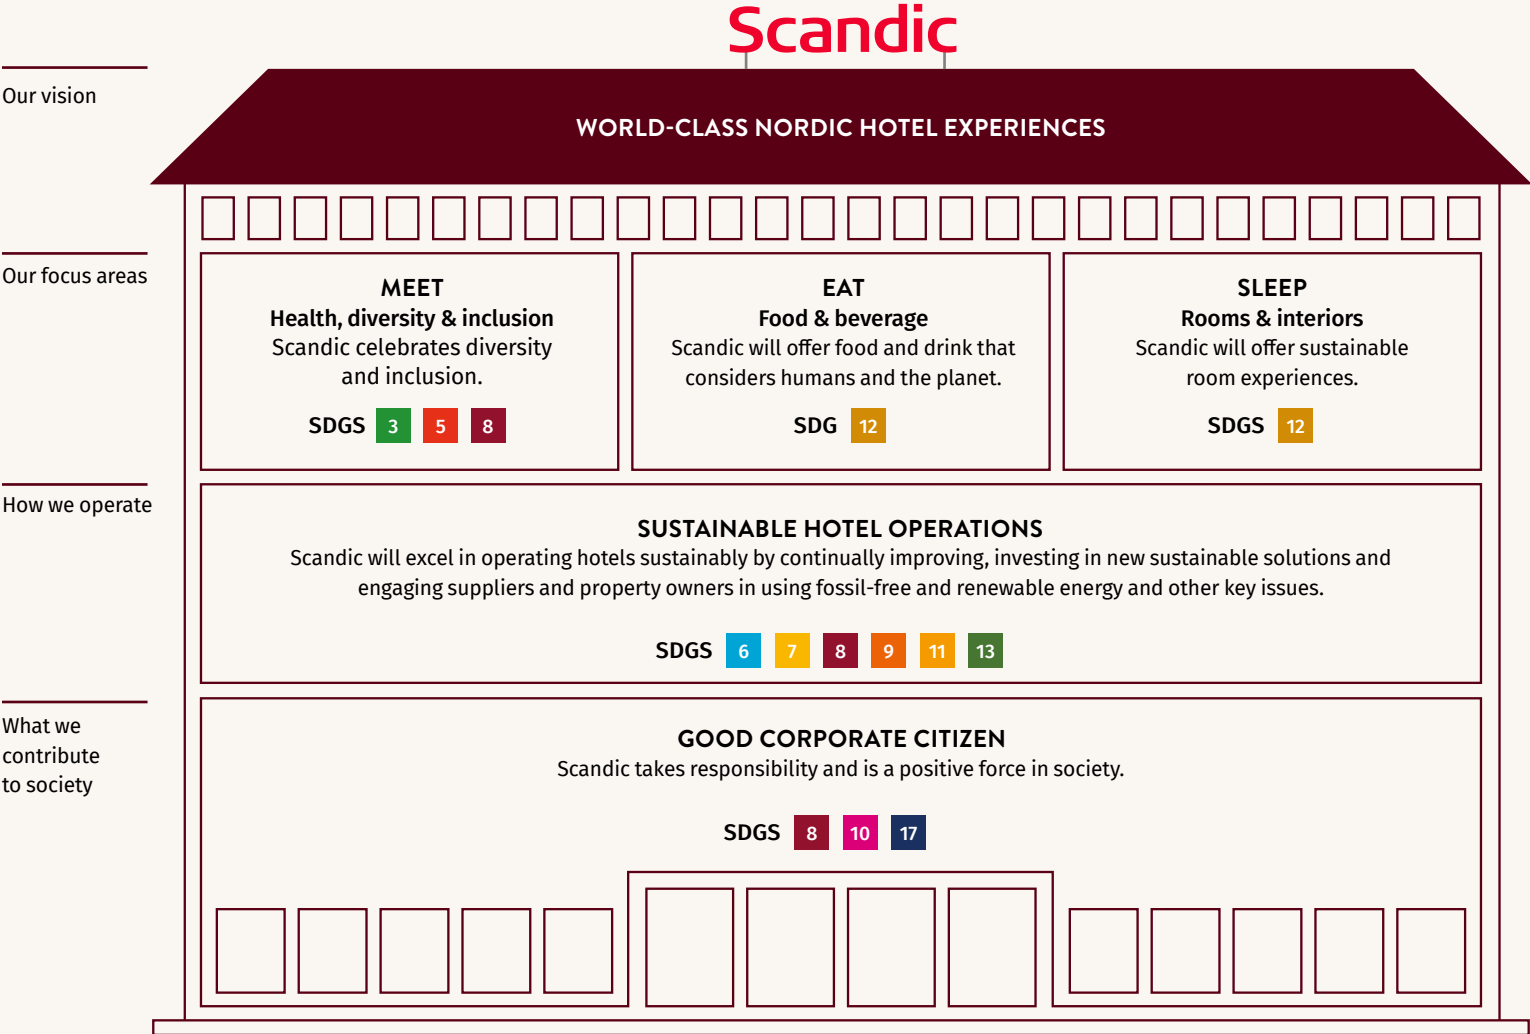 Scandic
Our vision
WORLD-CLASS NORDIC HOTEL EXPERIENCES
Our focus areas
MEET
Health, diversity & inclusion
Scandic celebrates diversity
and inclusion.
SDGS 3 5 8
EAT
Food & beverage
Scandic will offer food and drink that
considers humans and the planet.
SDG 12
SLEEP
Rooms & interiors
Scandic will offer sustainable
room experiences.
SDGS 12
How we operate
SUSTAINABLE HOTEL OPERATIONS
Scandic will excel in operating hotels sustainably by continually improving, investing in new sustainable solutions and
engaging suppliers and property owners in using fossil-free and renewable energy and other key issues.
SDGS 6 7 8 9 11 13
What we
contribute
to society
GOOD CORPORATE CITIZEN
Scandic takes responsibility and is a positive force in society.
SDGS 8 10 17